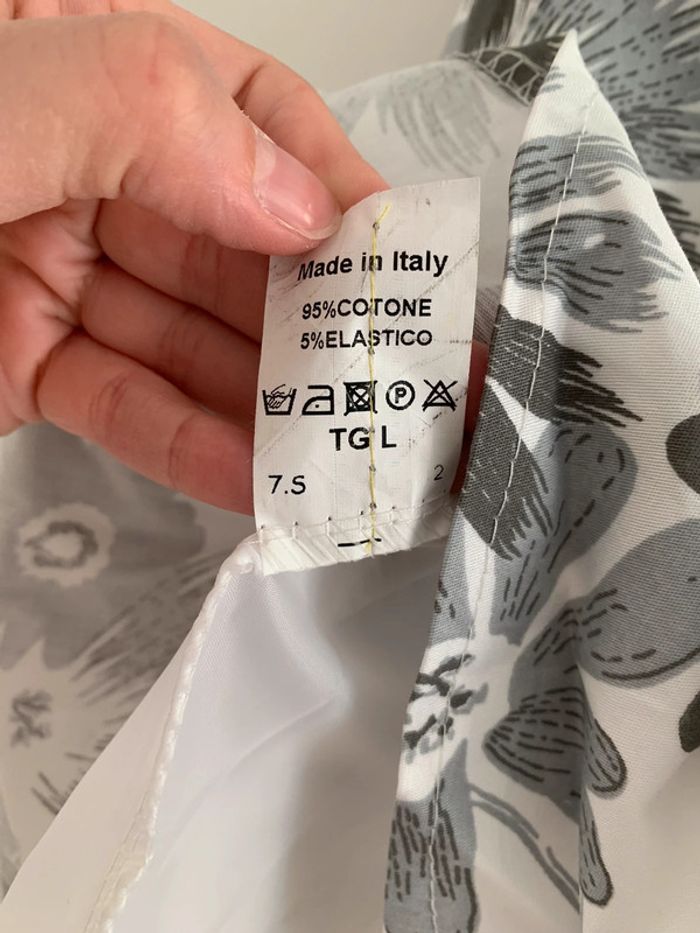 Made in Italy
95%COTONE
5%ELASTICO
P
TG L
7.S 2